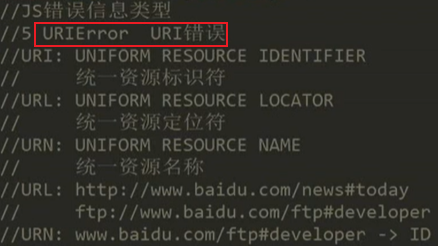 //JS错误信息类型
//5 URIError  URI错误
//URI: UNIFORM RESOURCE IDENTIFIER
//     统一资源标识符
//URL: UNIFORM RESOURCE LOCATOR
//     统一资源定位符
//URN: UNIFORM RESOURCE NAME
//     统一资源名称
//URL: http://www.baidu.com/news#today
//     ftp://www.baidu.com/ftp#developer
//URN: www.baidu.com/ftp#developer -> ID